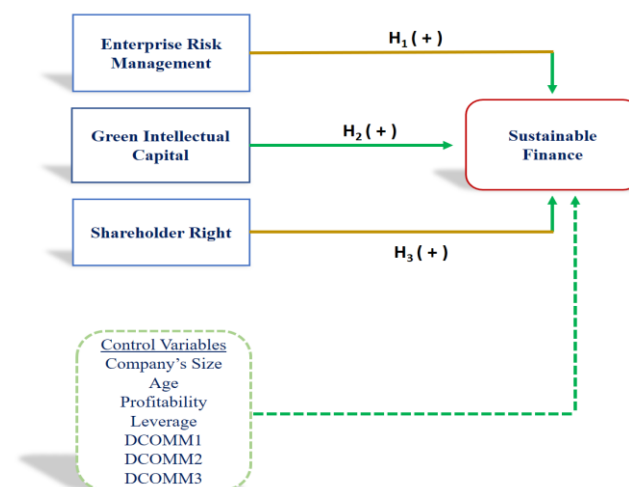 Enterprise Risk
Management
H₁ ( + )
Green Intellectual
Capital
H₂ ( + )
Sustainable
Finance
Shareholder Right
H₃ ( + )
Control Variables
Company's Size
Age
Profitability
Leverage
DCOMM1
DCOMM2
DCOMM3